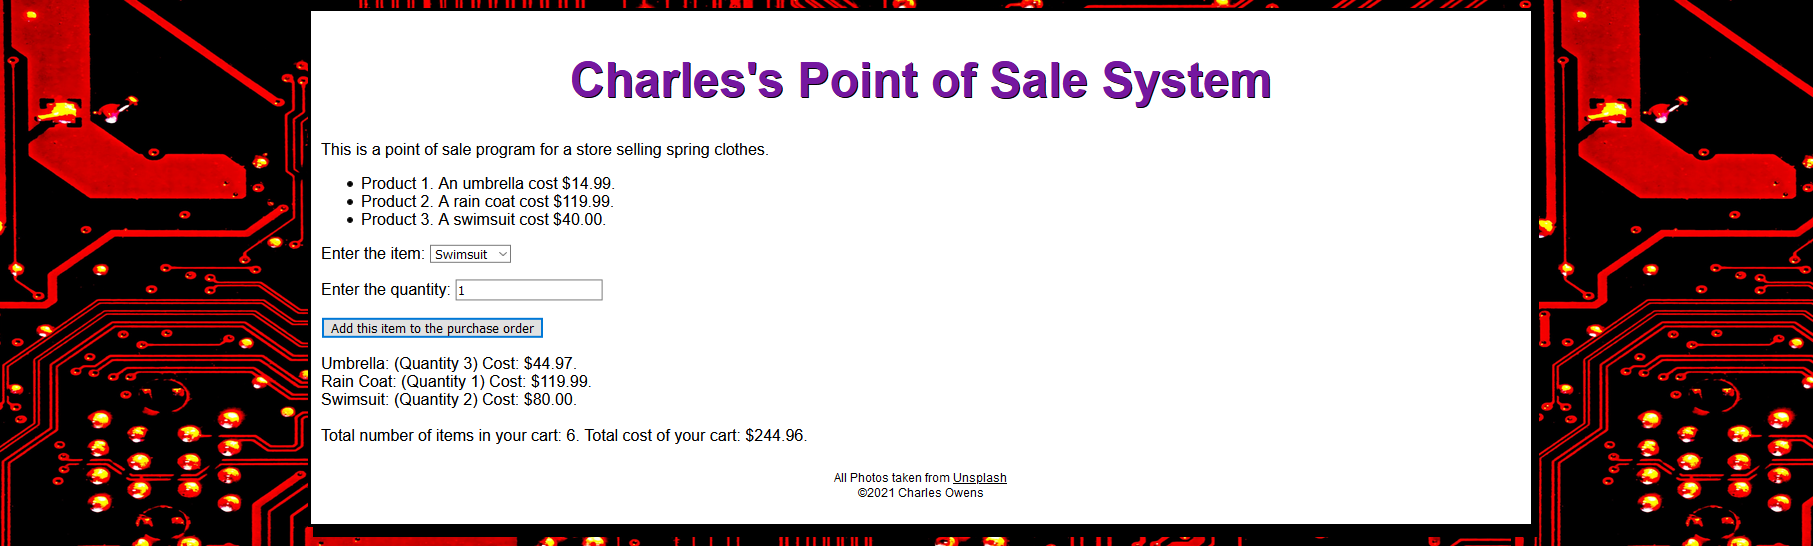 Charles's Point of Sale System
This is a point of sale program for a store selling spring clothes.
Product 1. An umbrella cost $14.99.
Product 2. A rain coat cost $119.99.
Product 3. A swimsuit cost $40.00.
Enter the item: Swimsuit
Enter the quantity: 1
Add this item to the purchase order
Umbrella: (Quantity 3) Cost: $44.97.
Rain Coat: (Quantity 1) Cost: $119.99.
Swimsuit: (Quantity 2) Cost: $80.00.
Total number of items in your cart: 6. Total cost of your cart: $244.96.
All Photos taken from Unsplash
©2021 Charles Owens